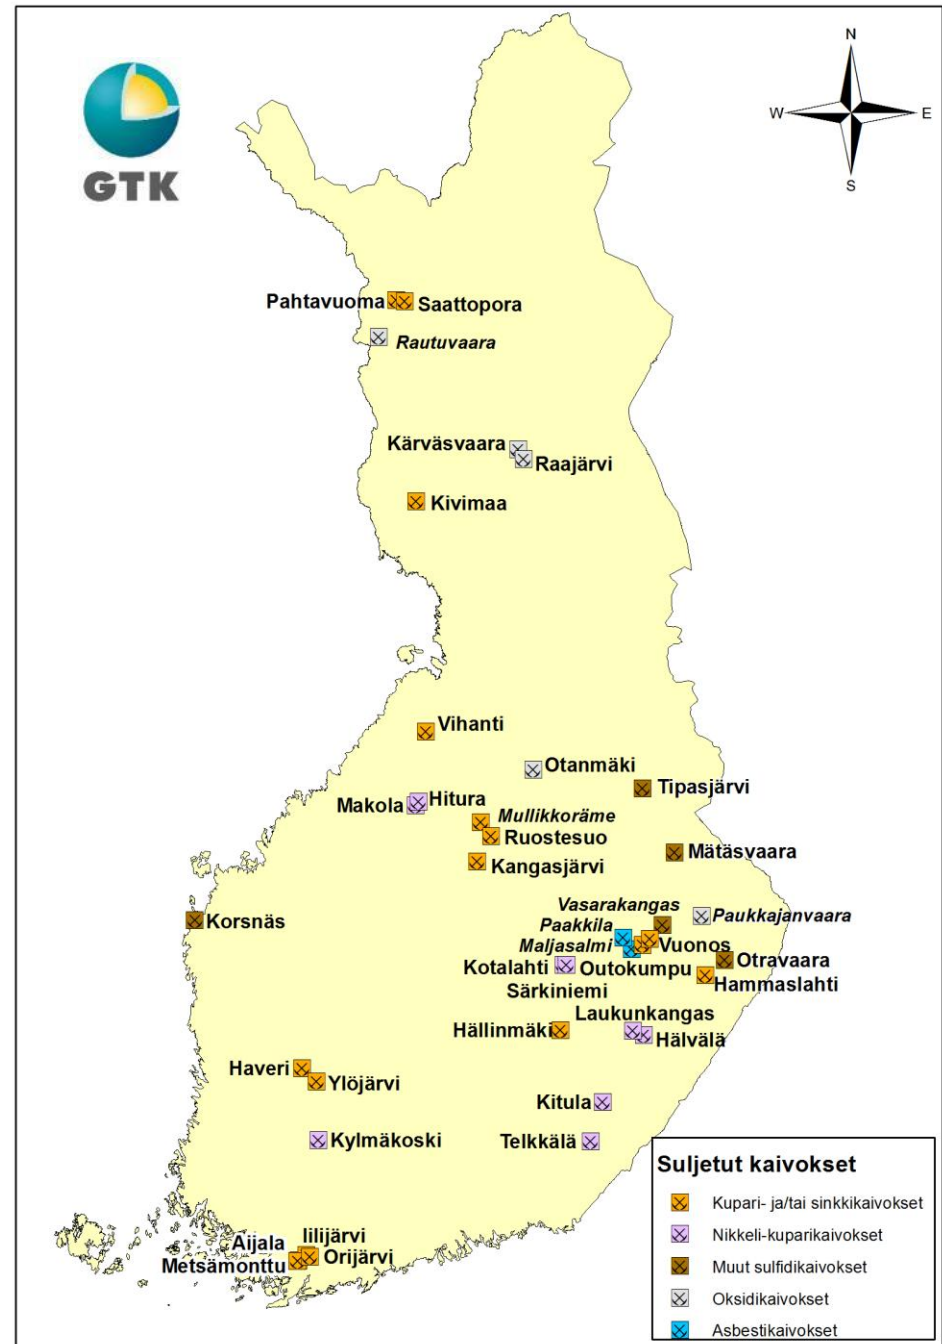 N
W
E
S
GTK
Pahtavuoma
Saattopora
Rautuvaara
Kärväsvaara
Raajärvi
Kivimaa
Vihanti
Otanmäki
Tipasjärvi
Hitura
Makola
Mullikkoräme
Ruostesuo
Mätäsvaara
Kangasjärvi
Vasarakangas
Paukkajanvaara
Korsnäs
Paakkila
Maljasalmi
Vuonos
Otravaara
Kotalahti
Outokumpu
Hammaslahti
Särkiniemi
Laukunkangas
Hällinmäki
Hälvälä
Haveri
Ylöjärvi
Kitula
Kylmäkoski
Telkkälä
Iilijärvi
Aijala
Orijärvi
Metsämonttu
Suljetut kaivokset
Kupari- ja/tai sinkkikaivokset
Nikkeli-kuparikaivokset
Muut sulfidikaivokset
Oksidikaivokset
Asbestikaivokset